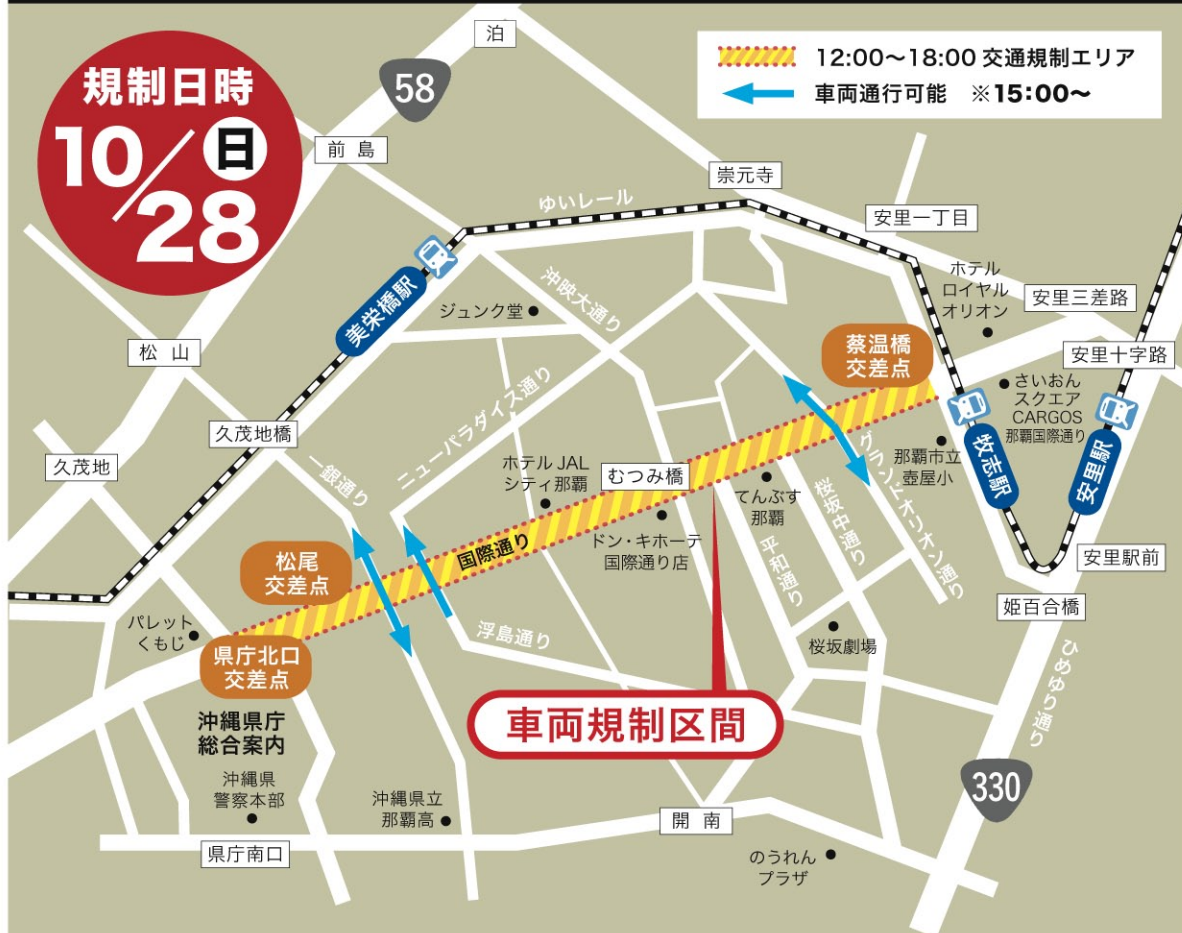 規制日時
10/28
日
12:00〜18:00 交通規制エリア
車両通行可能 ※15:00〜
泊
58
前島
崇元寺
ゆいレール
安里一丁目
ホテル
ロイヤル
オリオン
安里三差路
沖映大通り
ジュンク堂
美栄橋駅
松山
蔡温橋
交差点
安里十字路
さいおん
スクエア
CARGOS
那覇国際通り
久茂地橋
ニューパラダイス通り
久茂地
一銀通り
ホテル JAL
シティ那覇
むつみ橋
てんぶす
那覇
グランドオリオン通り
那覇市立
壺屋小
牧志駅
安里駅
桜坂中通り
国際通り
ドン・キホーテ
国際通り店
平和通り
松尾
交差点
安里駅前
姫百合橋
パレット
くもじ
浮島通り
桜坂劇場
ひめゆり通り
県庁北口
交差点
車両規制区間
沖縄県庁
総合案内
沖縄県
警察本部
沖縄県立
那覇高
330
開南
県庁南口
のうれん
プラザ